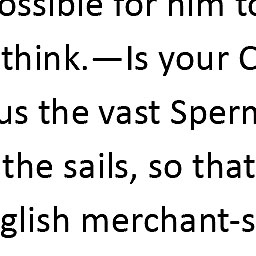 ossible for him to
think.—Is your C
us the vast Sperm
the sails, so that
glish merchant-s